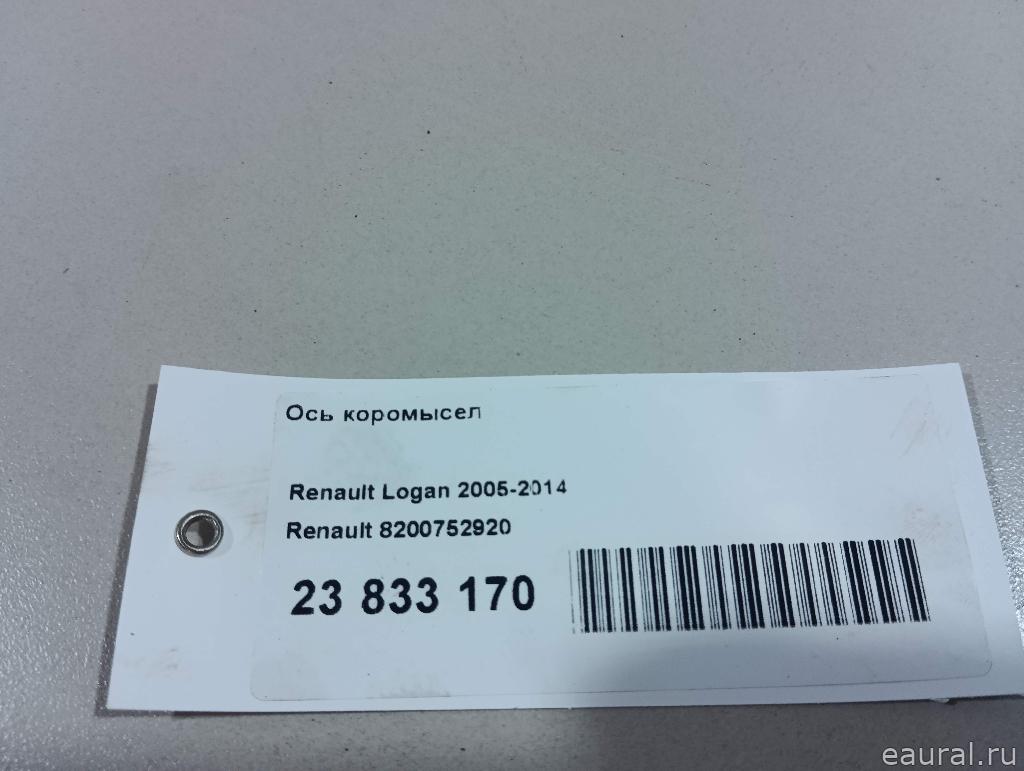 Ось коромысел
Renault Logan 2005-2014
Renault 8200752920
23 833 170
eaural.ru